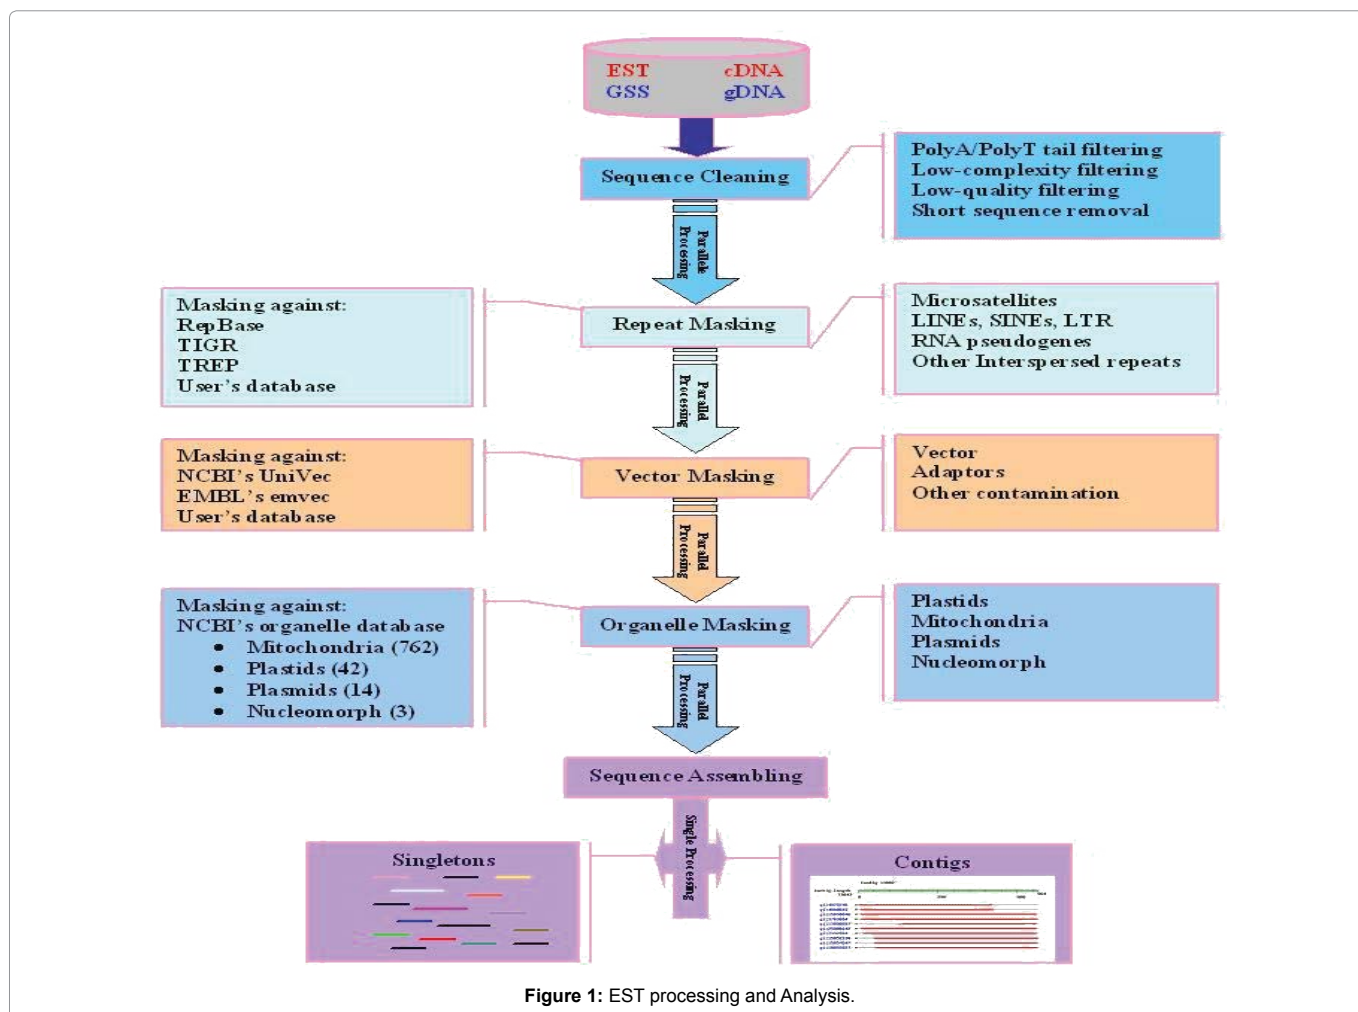 EST cDNA
GSS gDNA
Sequence Cleaning
PolyA/PolyT tail filtering
Low-complexity filtering
Low-quality filtering
Short sequence removal
Parallele
Processing
Masking against:
RepBase
TIGR
TREP
User's database
Repeat Masking
Microsatellites
LINEs, SINEs, LTR
RNA pseudogenes
Other Interspersed repeats
Parallel
Processing
Masking against:
NCBI's UniVec
EMBL's emvec
User's database
Vector Masking
Vector
Adaptors
Other contamination
Parallel
Processing
Masking against:
NCBI's organelle database
• Mitochondria (762)
• Plastids (42)
• Plasmids (14)
• Nucleomorph (3)
Organelle Masking
Plastids
Mitochondria
Plasmids
Nucleomorph
Parallel
Processing
Sequence Assembling
Single Processing
Singletons
Contigs
Figure 1: EST processing and Analysis.